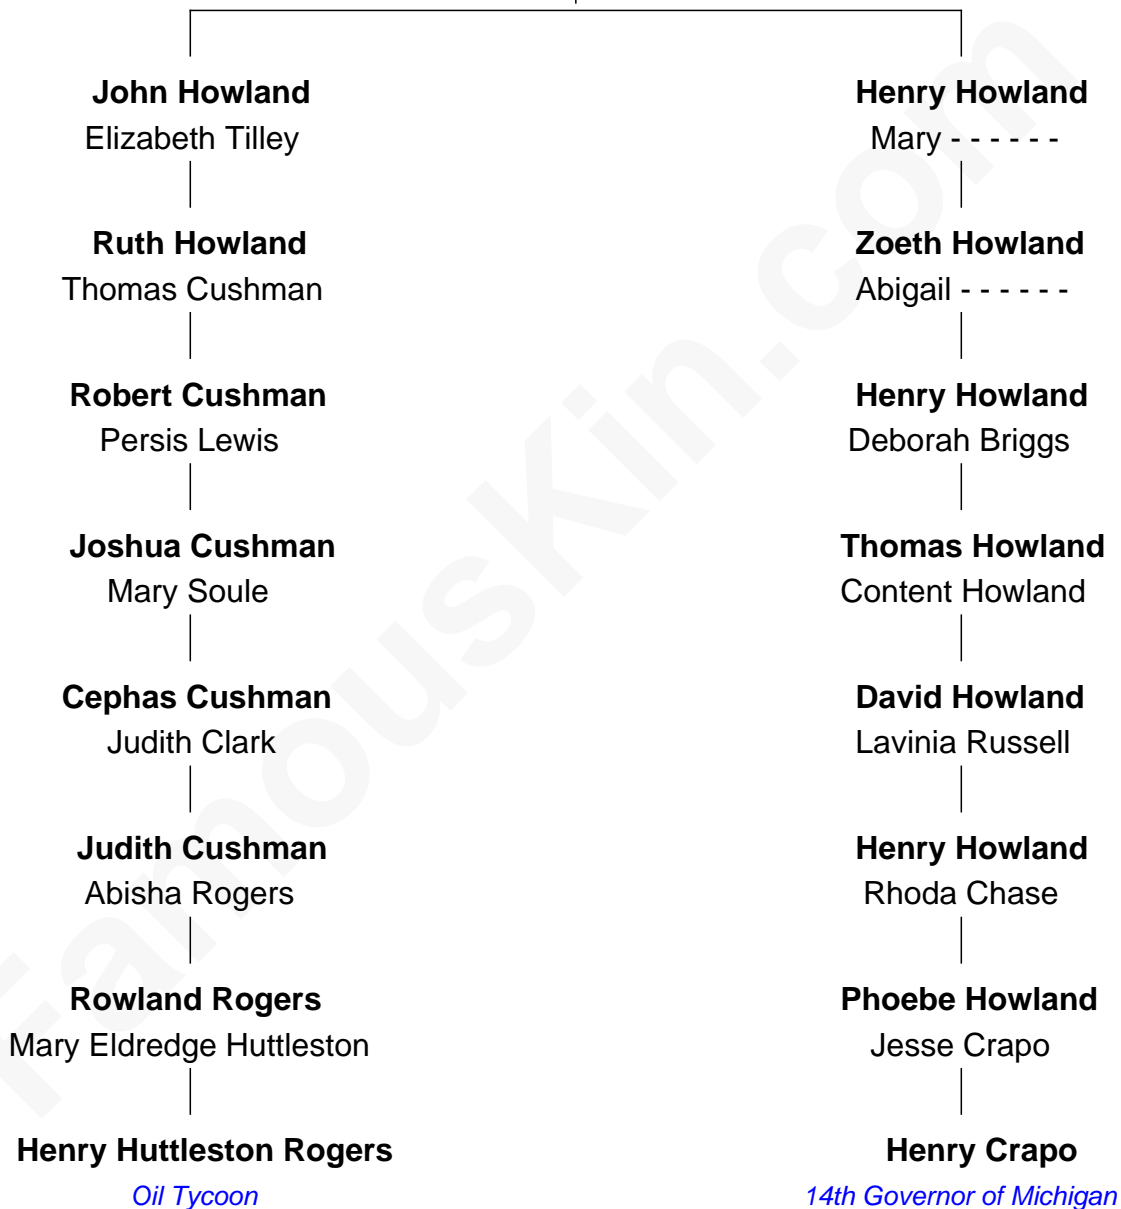 John Howland
Elizabeth Tilley
Ruth Howland
Thomas Cushman
Robert Cushman
Persis Lewis
Joshua Cushman
Mary Soule
Cephas Cushman
Judith Clark
Judith Cushman
Abisha Rogers
Rowland Rogers
Mary Eldredge Huttleston
Henry Huttleston Rogers
Oil Tycoon
Henry Howland
Mary - - - - - -
Zoeth Howland
Abigail - - - - - -
Henry Howland
Deborah Briggs
Thomas Howland
Content Howland
David Howland
Lavinia Russell
Henry Howland
Rhoda Chase
Phoebe Howland
Jesse Crapo
Henry Crapo
14th Governor of Michigan
FamousKin.com